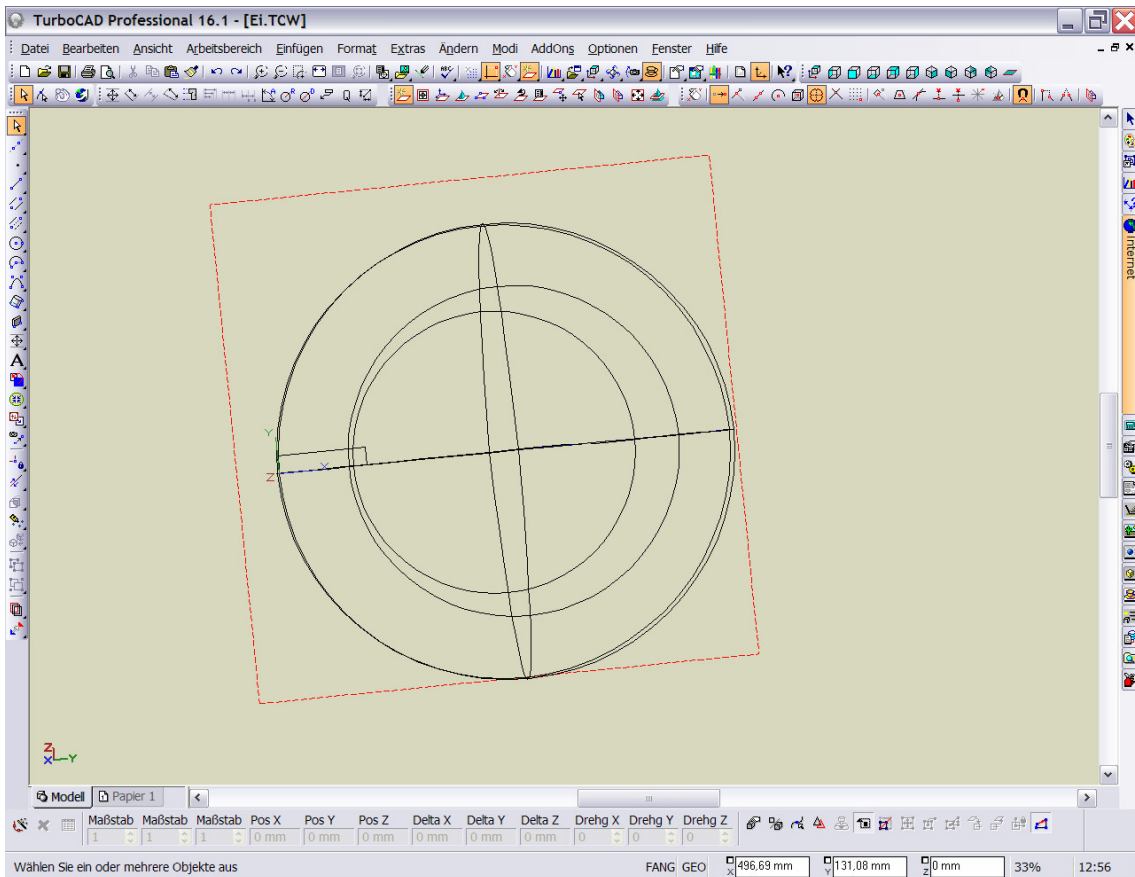 TurboCAD Professional 16.1 - [Ei.TCW]
Datei Bearbeiten Ansicht Arbeitsbereich Einfügen Format Extras Ändern Modi AddOns Optionen Fenster Hilfe
A
Internet
Y
X
Z
Z
X Y
Modell Papier 1
Maßstab Maßstab Maßstab Pos X Pos Y Pos Z Delta X Delta Y Delta Z Drehg X Drehg Y Drehg Z
1 1 1 0 mm 0 mm 0 mm 0 mm 0 mm 0 mm 0 0 0
Wählen Sie ein oder mehrere Objekte aus FANG GEO X 496,69 mm Y 131,08 mm Z 0 mm 33% 12:56